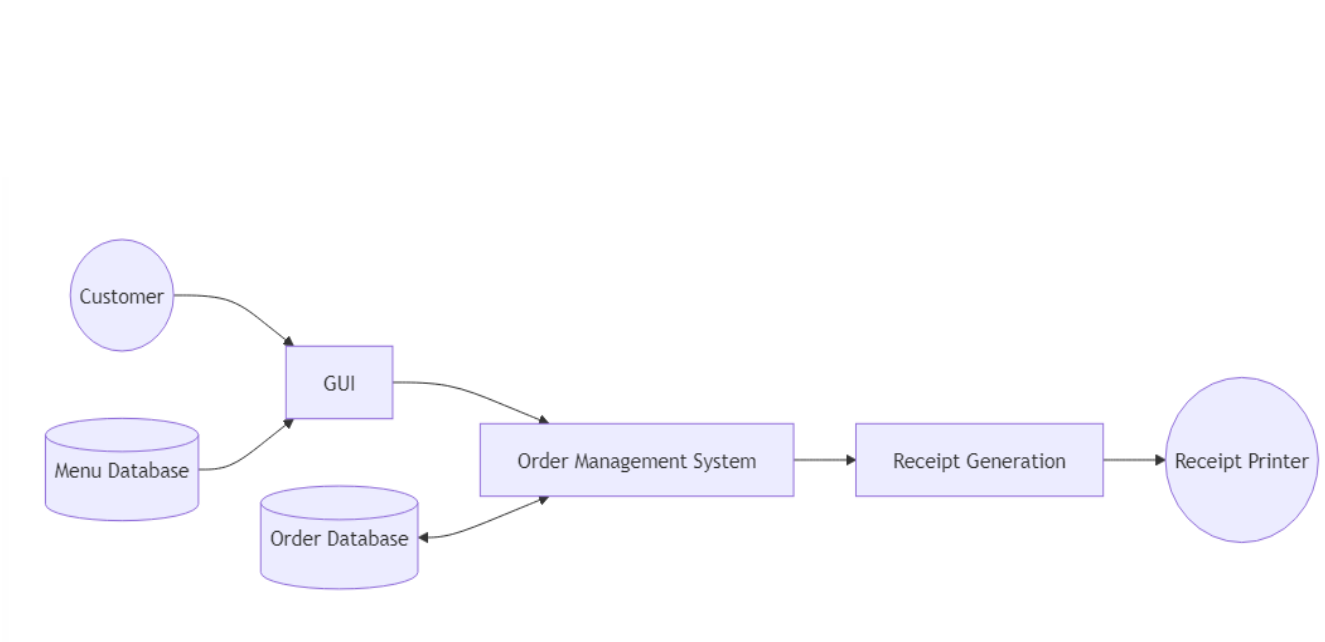 Customer
GUI
Menu Database
Order Database
Order Management System
Receipt Generation
Receipt Printer